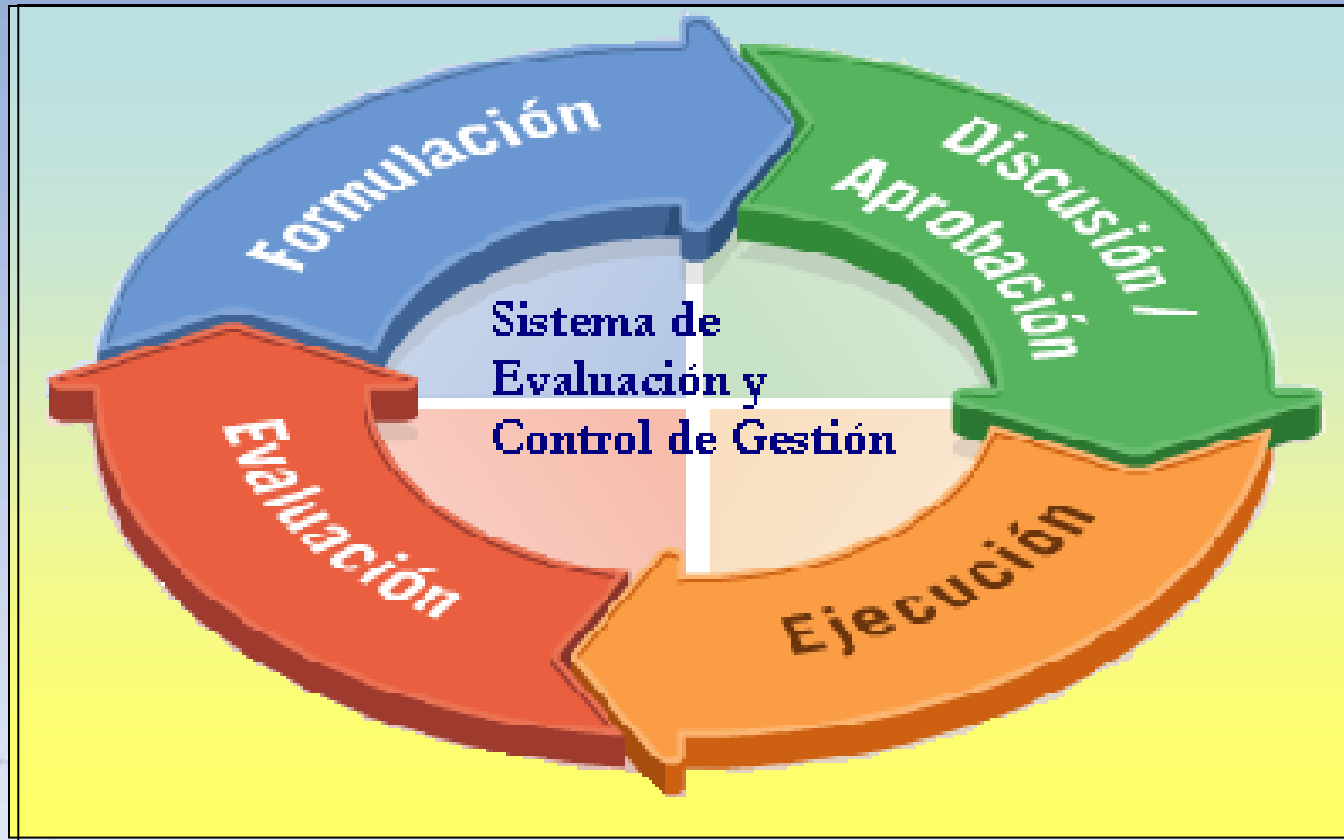 Formulación
Discusión /
Aprobación
Sistema de
Evaluación y
Control de Gestión
Evaluación
Ejecución